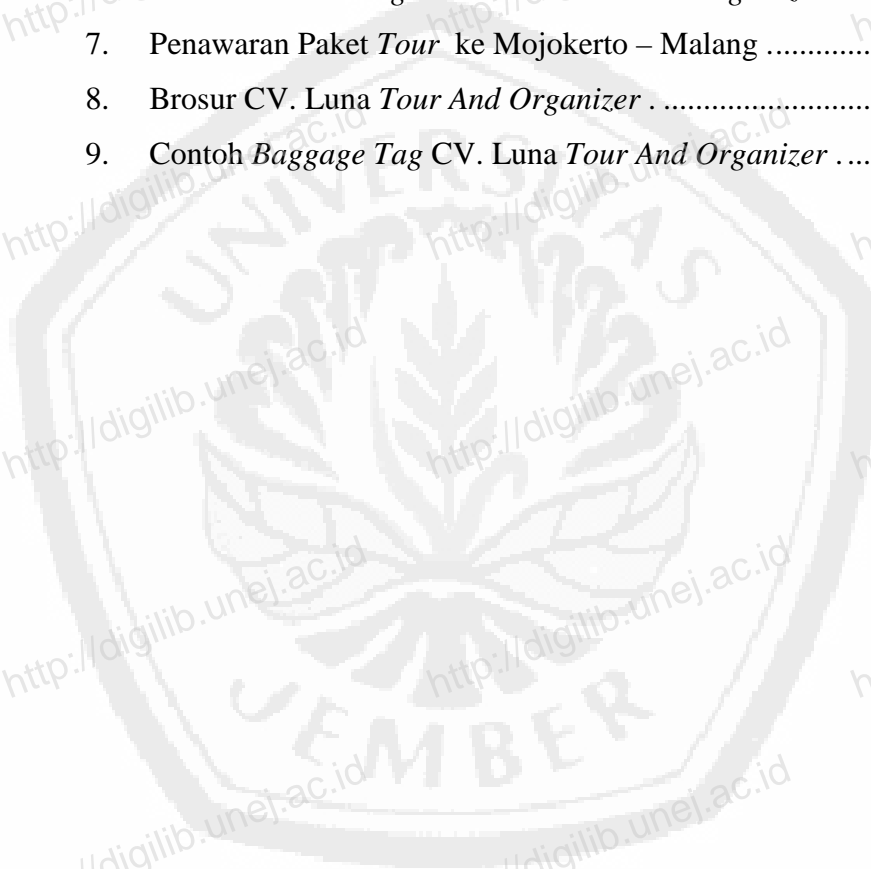 7. Penawaran Paket Tour ke Mojokerto – Malang .............
8. Brosur CV. Luna Tour And Organizer . ..........................
9. Contoh Baggage Tag CV. Luna Tour And Organizer . ...
http://digilib.unej.ac.id
http://digilib.unej.ac.id
UNIVERSITAS
http://digilib.unej.ac.id
http://digilib.unej.ac.id
http://digilib.unej.ac.id
http://digilib.unej.ac.id
JEMBER
http://digilib.unej.ac.id
http://digilib.unej.ac.id